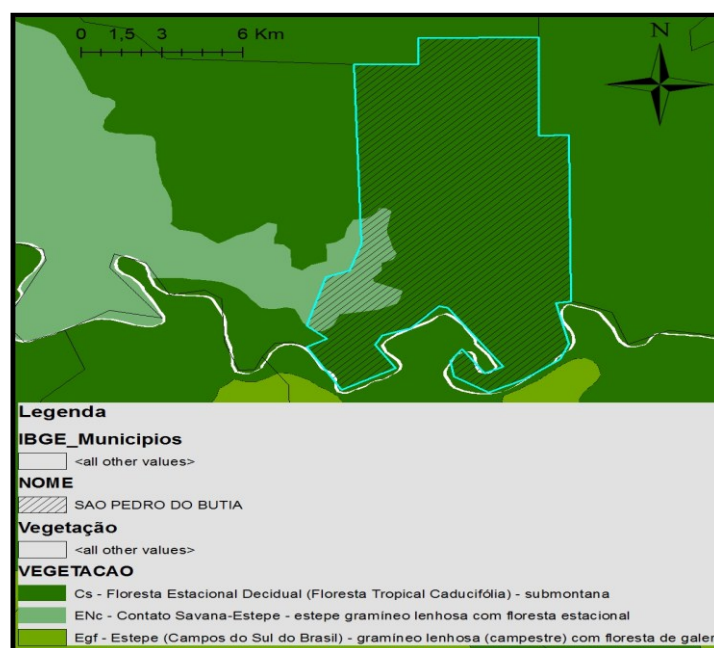 0 1,5 3 6 Km
N
Legenda
IBGE_Municipios
<all other values>
NOME
SAO PEDRO DO BUTIA
Vegetação
<all other values>
VEGETACAO
Cs - Floresta Estacional Decidual (Floresta Tropical Caducifólia) - submontana
ENc - Contato Savana-Estepe - estepe gramíneo lenhosa com floresta estacional
Egf - Estepe (Campos do Sul do Brasil) - gramíneo lenhosa (campestre) com floresta de galer